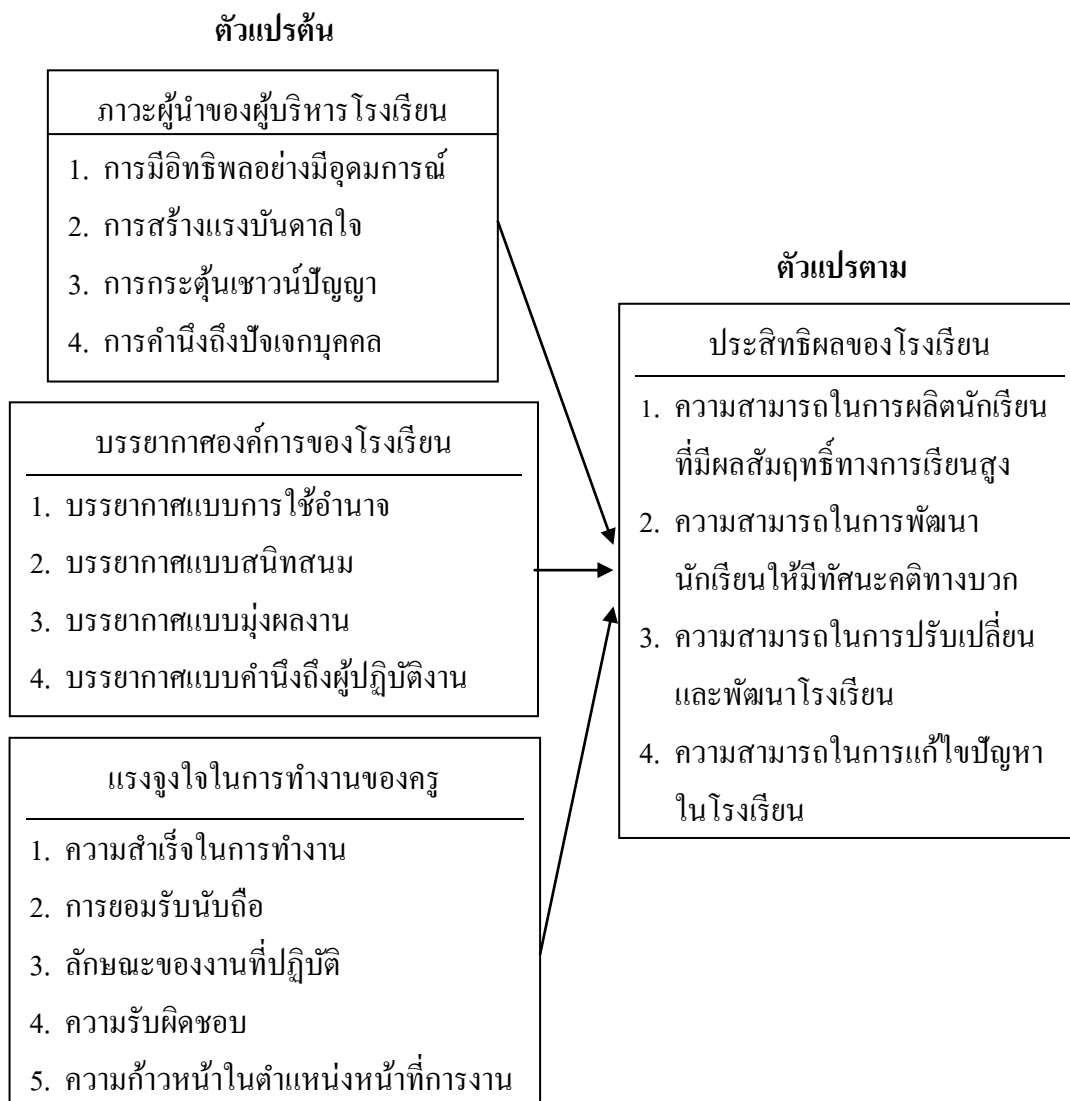 ตัวแปรต้น
ภาวะผู้นำของผู้บริหารโรงเรียน
1. การมีอิทธิพลอย่างมีอุดมการณ์
2. การสร้างแรงบันดาลใจ
3. การกระตุ้นเชาวน์ปัญญา
4. การคำนึงถึงปัจเจกบุคคล
บรรยากาศองค์การของโรงเรียน
1. บรรยากาศแบบการใช้อำนาจ
2. บรรยากาศแบบสนิทสนม
3. บรรยากาศแบบมุ่งผลงาน
4. บรรยากาศแบบคำนึงถึงผู้ปฏิบัติงาน
แรงจูงใจในการทำงานของครู
1. ความสำเร็จในการทำงาน
2. การยอมรับนับถือ
3. ลักษณะของงานที่ปฏิบัติ
4. ความรับผิดชอบ
5. ความก้าวหน้าในตำแหน่งหน้าที่การงาน
ตัวแปรตาม
ประสิทธิผลของโรงเรียน
1. ความสามารถในการผลิตนักเรียน
ที่มีผลสัมฤทธิ์ทางการเรียนสูง
2. ความสามารถในการพัฒนา
นักเรียนให้มีทัศนะคติทางบวก
3. ความสามารถในการปรับเปลี่ยน
และพัฒนาโรงเรียน
4. ความสามารถในการแก้ไขปัญหา
ในโรงเรียน